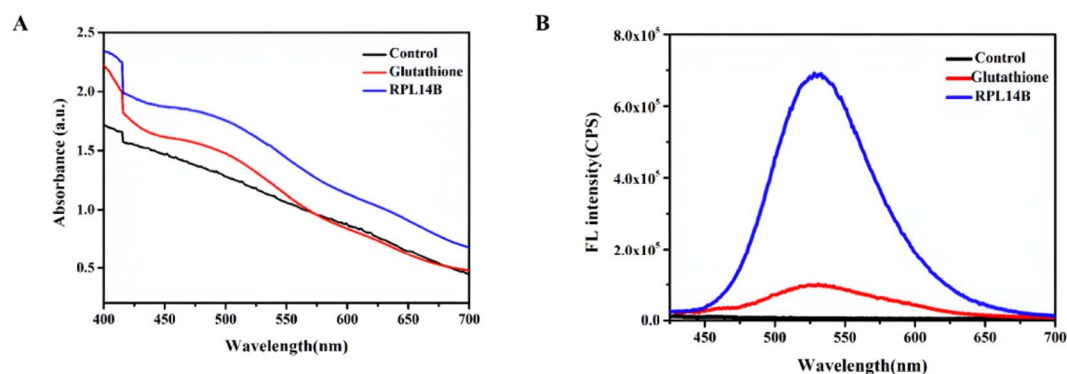 A
2.5
2.0
1.5
1.0
0.5
Absorbance (a.u.)
Control
Glutathione
RPL14B
400 450 500 550 600 650 700
Wavelength(nm)
B
8.0x10⁵
6.0x10⁵
4.0x10⁵
2.0x10⁵
0.0
FL intensity(CPS)
Control
Glutathione
RPL14B
450 500 550 600 650 700
Wavelength(nm)